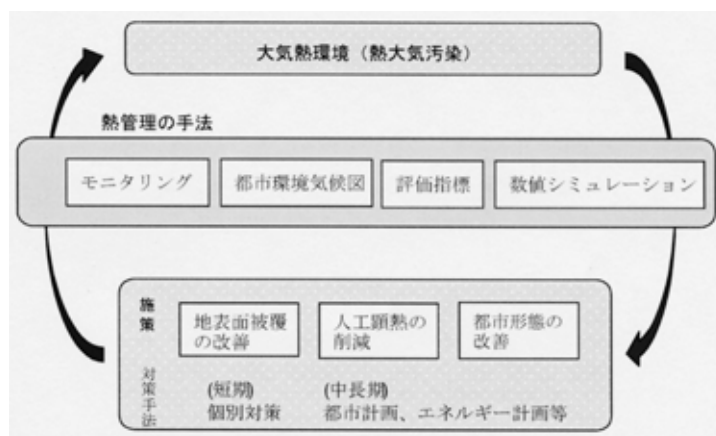 大気熱環境（熱大気汚染）
熱管理の手法
モニタリング
都市環境気候図
評価指標
数値シミュレーション
施策
地表面被覆
の改善
人工顕熱の
削減
都市形態の
改善
対策手法
(短期)
個別対策
(中長期)
都市計画、エネルギー計画等